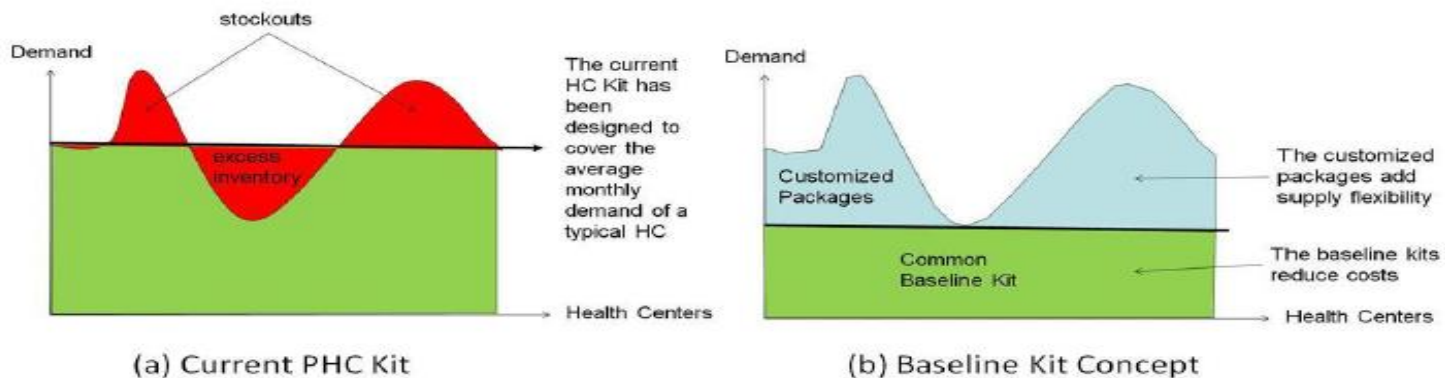 stockouts
Demand
excess
inventory
The current
HC Kit has
been
designed to
cover the
average
monthly
demand of a
typical HC
Health Centers
(a) Current PHC Kit
Demand
Customized
Packages
The customized
packages add
supply flexibility
Common
Baseline Kit
The baseline kits
reduce costs
Health Centers
(b) Baseline Kit Concept